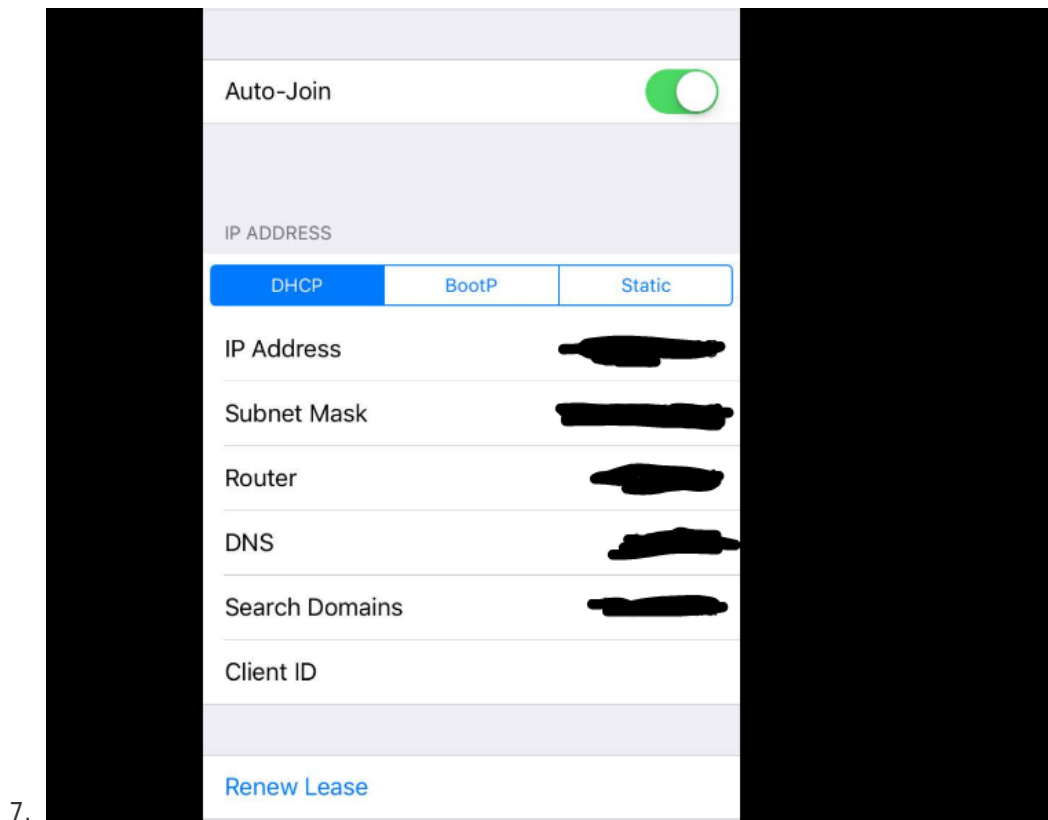 Auto-Join
IP ADDRESS
DHCP BootP Static
IP Address
Subnet Mask
Router
DNS
Search Domains
Client ID
Renew Lease
7.